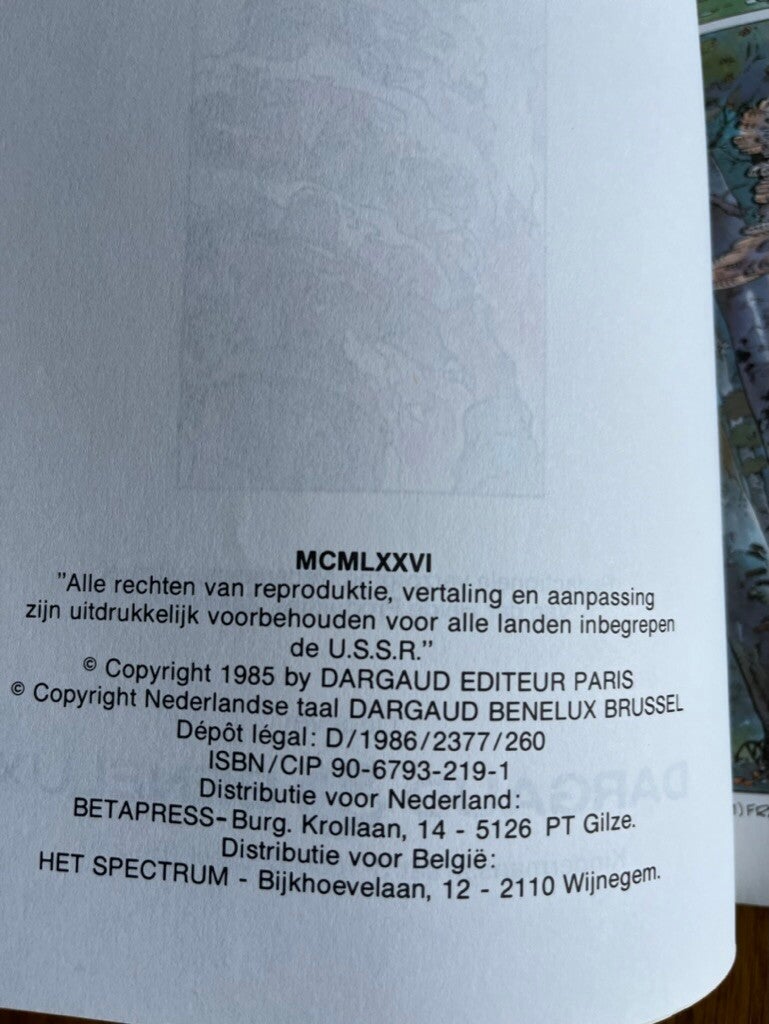 MCMLXXVI
"Alle rechten van reproduktie, vertaling en aanpassing
zijn uitdrukkelijk voorbehouden voor alle landen inbegrepen
de U.S.S.R."
© Copyright 1985 by DARGAUD EDITEUR PARIS
© Copyright Nederlandse taal DARGAUD BENELUX BRUSSEL
Dépôt légal: D/1986/2377/260
ISBN/CIP 90-6793-219-1
Distributie voor Nederland:
BETAPRESS-Burg. Krollaan, 14 - 5126 PT Gilze.
Distributie voor België:
HET SPECTRUM - Bijkhoevelaan, 12 - 2110 Wijnegem.